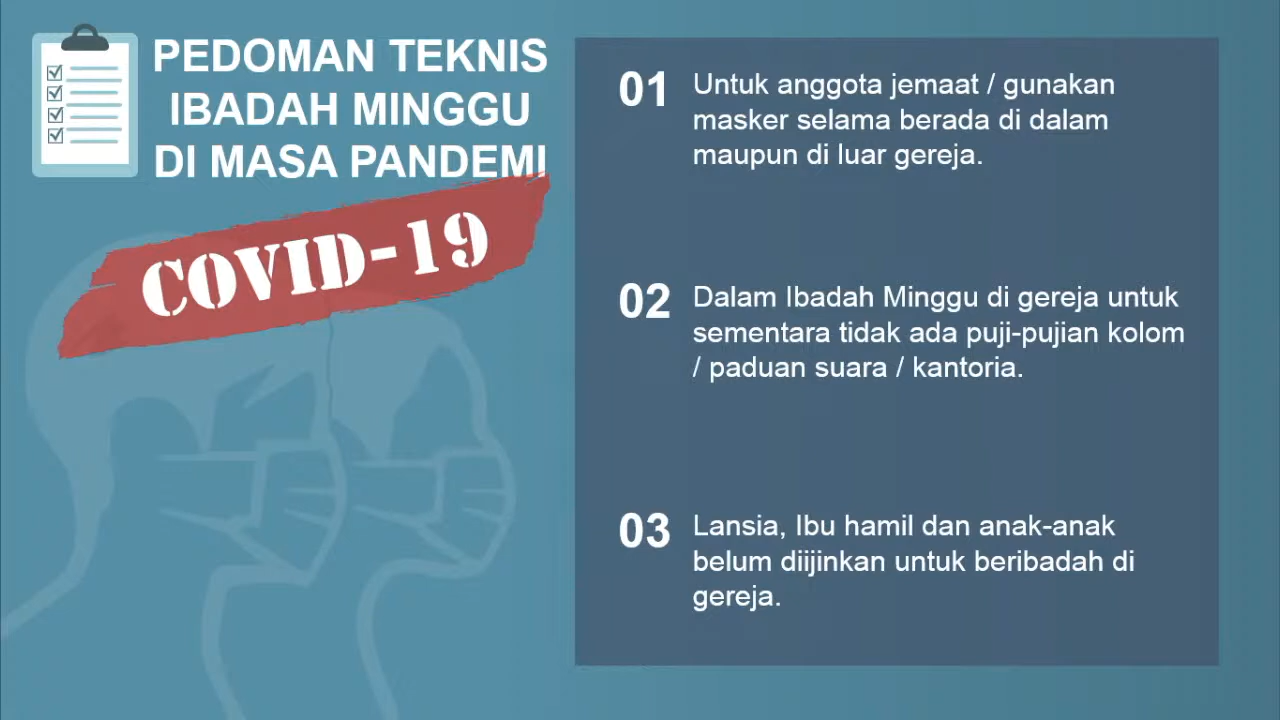 PEDOMAN TEKNIS
IBADAH MINGGU
DI MASA PANDEMI
COVID-19
01 Untuk anggota jemaat / gunakan
masker selama berada di dalam
maupun di luar gereja.
02 Dalam Ibadah Minggu di gereja untuk
sementara tidak ada puji-pujian kolom
/ paduan suara / kantoria.
03 Lansia, Ibu hamil dan anak-anak
belum diijinkan untuk beribadah di
gereja.